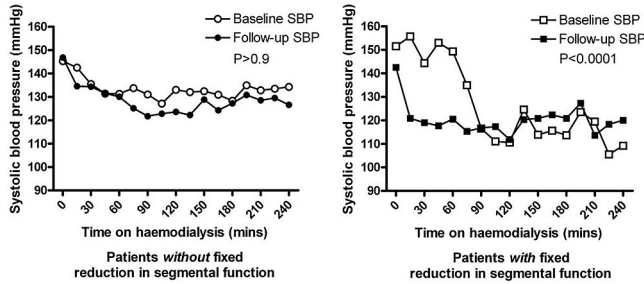 Systolic blood pressure (mmHg)
160
150
140
130
120
110
100
90
Baseline SBP
Follow-up SBP
P>0.9
0
30
60
90
120
150
180
210
240
Time on haemodialysis (mins)
Patients without fixed
reduction in segmental function
Systolic blood pressure (mmHg)
160
150
140
130
120
110
100
90
Baseline SBP
Follow-up SBP
P<0.0001
0
30
60
90
120
150
180
210
240
Time on haemodialysis (mins)
Patients with fixed
reduction in segmental function